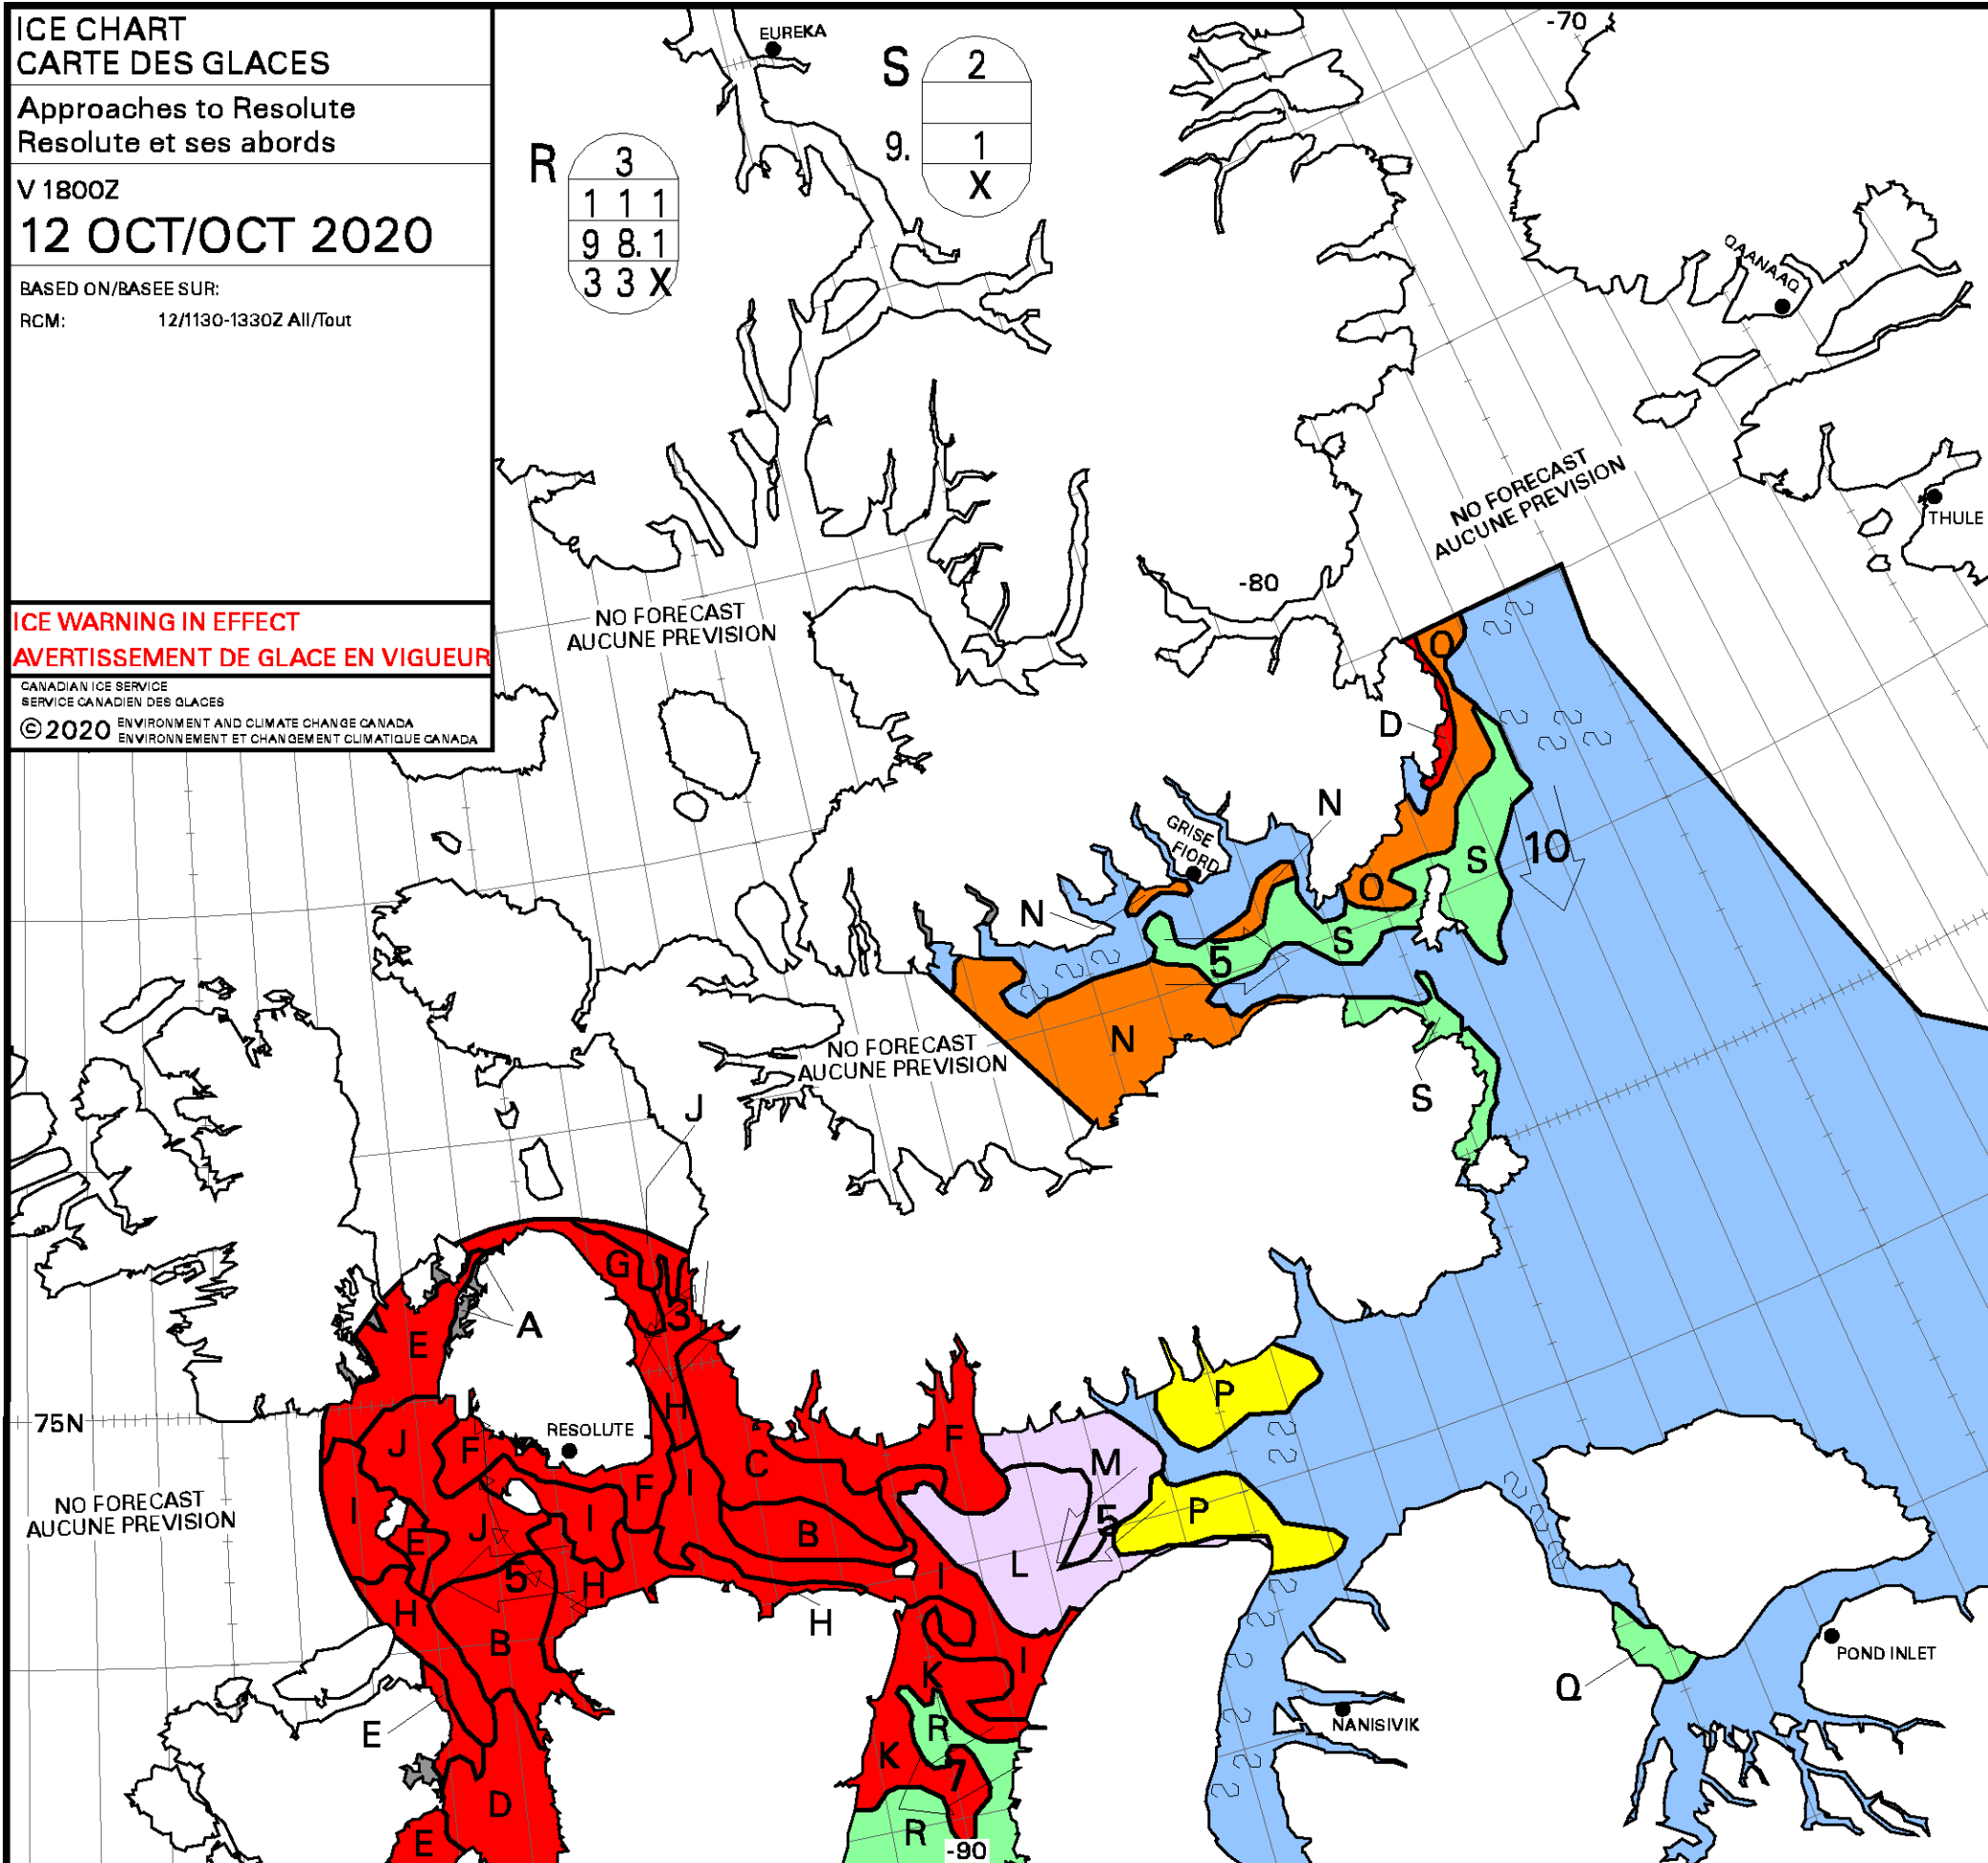 ICE CHART
CARTE DES GLACES
Approaches to Resolute
Resolute et ses abords
V 1800Z
12 OCT/OCT 2020
BASED ON/BASEE SUR:
RCM: 12/1130-1330Z All/Tout
ICE WARNING IN EFFECT
AVERTISSEMENT DE GLACE EN VIGUEUR
CANADIAN ICE SERVICE
SERVICE CANADIEN DES GLACES
© 2020 ENVIRONMENT AND CLIMATE CHANGE CANADA
ENVIRONNEMENT ET CHANGEMENT CLIMATIQUE CANADA
R
3
1 1 1
9 8. 1
3 3 X
S
2
9. 1
X
EUREKA
-70
QAANAAQ
THULE
NO FORECAST
AUCUNE PREVISION
-80
NO FORECAST
AUCUNE PREVISION
O
D
N
GRISE
FIORD
10
S
O
N
S
5
N
NO FORECAST
AUCUNE PREVISION
S
J
G
3
A
E
P
H
75N
RESOLUTE
J
F
F
C
M
I
F
P
NO FORECAST
AUCUNE PREVISION
I
J
I
5
E
B
L
5
H
I
H
H
B
K
I
POND INLET
Q
E
R
NANISIVIK
K
7
D
R
E
-90